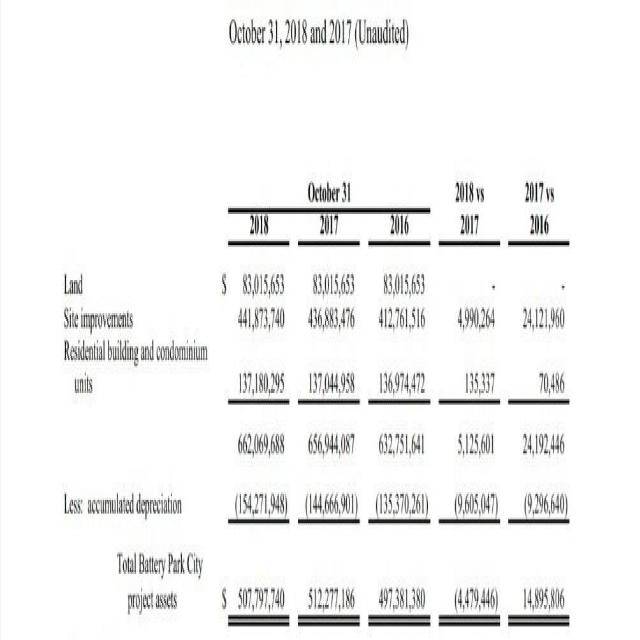 October 31, 2018 and 2017 (Unaudited)
October 31 2018 vs 2017 vs
2018 2017 2016 2017 2016
Land $ 83,015,653 83,015,653 83,015,653 - -
Site improvements 441,873,740 436,883,476 412,761,516 4,990,264 24,121,960
Residential building and condominium
units 137,180,295 137,044,958 136,974,472 135,337 70,486
662,069,688 656,944,087 632,751,641 5,125,601 24,192,446
Less: accumulated depreciation (154,271,948) (144,666,901) (135,370,261) (9,605,047) (9,296,640)
Total Battery Park City
project assets $ 507,797,740 512,277,186 497,381,380 (4,479,446) 14,895,806